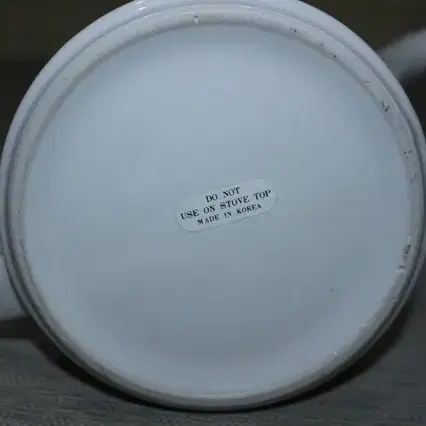 DO NOT
USE ON STOVE TOP
MADE IN KOREA